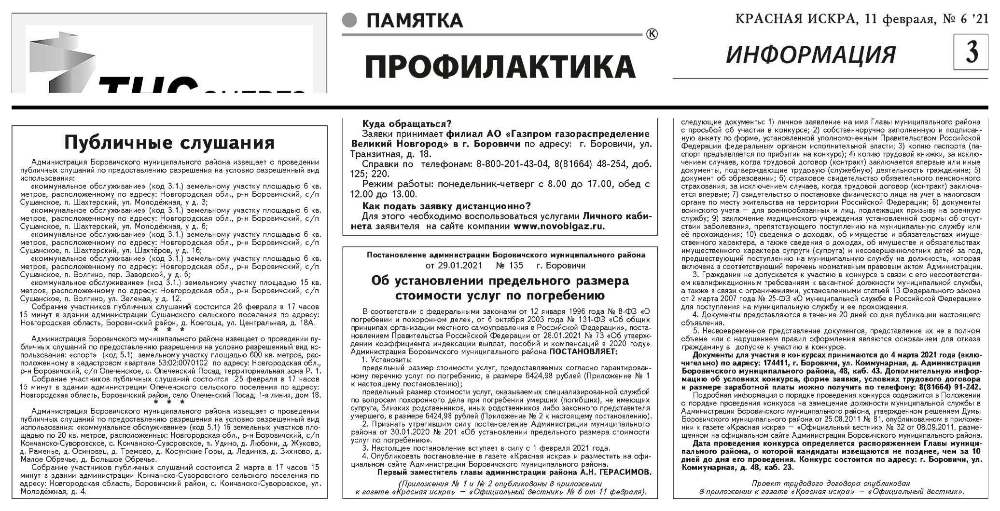 ТНС
ПАМЯТКА
К
ПРОФИЛАКТИКА
КРАСНАЯ ИСКРА, 11 февраля, № 6 ’21
ИНФОРМАЦИЯ
3
Публичные слушания
Администрация Боровичского муниципального района извещает о проведении
публичных слушаний по предоставлению разрешения на условно разрешенный вид
использования:
«коммунальное обслуживание» (код 3.1.) земельному участку площадью 6 кв.
метров, расположенному по адресу: Новгородская обл., р-н Боровичский, с/п
Сушанское, п. Шахтерский, ул. Молодёжная, у д. 3;
«коммунальное обслуживание» (код 3.1.) земельному участку площадью 6 кв.
метров, расположенному по адресу: Новгородская обл., р-н Боровичский, с/п
Сушанское, п. Шахтерский, ул. Молодёжная, у д. 6;
«коммунальное обслуживание» (код 3.1.) земельному участку площадью 6 кв.
метров, расположенному по адресу: Новгородская обл., р-н Боровичский, с/п
Сушанское, п. Шахтерский, ул. Шахтёров, у д. 16;
«коммунальное обслуживание» (код 3.1.) земельному участку площадью 6 кв.
метров, расположенному по адресу: Новгородская обл., р-н Боровичский, с/п
Сушанское, п. Волгино, пер. Заводской, у д. 6;
«коммунальное обслуживание» (код 3.1.) земельному участку площадью 15 кв.
метров, расположенному по адресу: Новгородская обл., р-н Боровичский, с/п
Сушанское, п. Волгино, ул. Зеленая, у д. 12.
Собрание участников публичных слушаний состоится 26 февраля в 17 часов
15 минут в здании администрации Сушанского сельского поселения по адресу:
Новгородская область, Боровичский район, д. Коегоща, ул. Центральная, д. 18А.
* * *
Администрация Боровичского муниципального района извещает о проведении пу-
бличных слушаний по предоставлению разрешения на условно разрешенный вид ис-
пользования: «спорт» (код 5.1) земельному участку площадью 600 кв. метров, рас-
положенному в кадастровом квартале 53:02:0070102 по адресу: Новгородская обл.,
р-н Боровичский, с/п Опеченское, с. Опеченский Посад, территориальная зона Р. 1.
Собрание участников публичных слушаний состоится 25 февраля в 17 часов
15 минут в здании администрации Опеченского сельского поселения по адресу:
Новгородская область, Боровичский район, село Опеченский Посад, 1-я линия, дом 18.
* * *
Администрация Боровичского муниципального района извещает о проведении
публичных слушаний по предоставлению разрешения на условно разрешенный вид
использования: «коммунальное обслуживание» (код 5.1) 16 земельных участков пло-
щадью по 20 кв. метров, расположенных: Новгородская обл., р-н Боровичский, с/п
Кончанско-Суворовское, с. Кончанско-Суворовское, п. Удино, д. Любони, д. Жуково,
д. Раменье, д. Осиновец, д. Тремово, д. Косунские Горы, д. Лединка, д. Зихново, д.
Малое Обречье, д. Большое Обречье.
Собрание участников публичных слушаний состоится 2 марта в 17 часов 15
минут в здании администрации Кончанско-Суворовского сельского поселения по
адресу: Новгородская область, Боровичский район, с. Кончанско-Суворовское, ул.
Молодёжная, д. 4.
Куда обращаться?
Заявки принимает филиал АО «Газпром газораспределение
Великий Новгород» в г. Боровичи по адресу: г. Боровичи, ул.
Транзитная, д. 18.
Справки по телефонам: 8-800-201-43-04, 8(81664) 48-254, доб.
125; 220.
Режим работы: понедельник-четверг с 8.00 до 17.00, обед с
12.00 до 13.00.
Как подать заявку дистанционно?
Для этого необходимо воспользоваться услугами Личного каби-
нета заявителя на сайте компании www.novoblgaz.ru.
Постановление администрации Боровичского муниципального района
от 29.01.2021 № 135 г. Боровичи
Об установлении предельного размера
стоимости услуг по погребению
В соответствии с федеральными законами от 12 января 1996 года № 8-ФЗ «О
погребении и похоронном деле», от 6 октября 2003 года № 131-ФЗ «Об общих
принципах организации местного самоуправления в Российской Федерации», поста-
новлением Правительства Российской Федерации от 28.01.2021 № 73 «Об утверж-
дении коэффициента индексации выплат, пособий и компенсаций в 2020 году»
Администрация Боровичского муниципального района ПОСТАНОВЛЯЕТ:
1. Установить:
предельный размер стоимости услуг, предоставляемых согласно гарантирован-
ному перечню услуг по погребению, в размере 6424,98 рублей (Приложение № 1
к настоящему постановлению);
предельный размер стоимости услуг, оказываемых специализированной службой
по вопросам похоронного дела при погребении умерших (погибших), не имеющих
супруга, близких родственников, иных родственников либо законного представителя
умершего, в размере 6424,98 рублей (Приложение № 2 к настоящему постановлению).
2. Признать утратившим силу постановление Администрации муниципального
района от 30.01.2020 № 201 «Об установлении предельного размера стоимости
услуг по погребению».
3. Настоящее постановление вступает в силу с 1 февраля 2021 года.
4. Опубликовать постановление в газете «Красная искра» и разместить на офи-
циальном сайте Администрации Боровичского муниципального района.
Первый заместитель главы администрации района А.Н. ГЕРАСИМОВ.
(Приложения № 1 и № 2 опубликованы в приложении
к газете «Красная искра» – «Официальный вестник» № 6 от 11 февраля).
следующие документы: 1) личное заявление на имя Главы муниципального района
с просьбой об участии в конкурсе; 2) собственноручно заполненную и подписан-
ную анкету по форме, установленной уполномоченным Правительством Российской
Федерации федеральным органом исполнительной власти; 3) копию паспорта (па-
спорт предъявляется по прибытии на конкурс); 4) копию трудовой книжки, за исклю-
чением случаев, когда трудовой договор (контракт) заключается впервые или иные
документы, подтверждающие трудовую (служебную) деятельность гражданина; 5)
документ об образовании; 6) страховое свидетельство обязательного пенсионного
страхования, за исключением случаев, когда трудовой договор (контракт) заключа-
ется впервые; 7) свидетельство о постановке физического лица на учет в налоговом
органе по месту жительства на территории Российской Федерации; 8) документы
воинского учета – для военнообязанных и лиц, подлежащих призыву на военную
службу; 9) заключение медицинского учреждения установленной формы об отсут-
ствии заболевания, препятствующего поступлению на муниципальную службу или
её прохождения; 10) сведения о доходах, об имуществе и обязательствах имуще-
ственного характера, а также сведения о доходах, об имуществе и обязательствах
имущественного характера супруги (супруга) и несовершеннолетних детей за год,
предшествующий поступлению на муниципальную службу на должность, которая
включена в соответствующий перечень нормативным правовым актом Администрации.
3. Гражданин не допускается к участию в конкурсе в связи с его несоответстви-
ем квалификационным требованиям к вакантной должности муниципальной службы,
а также в связи с ограничениями, установленными статьей 13 Федерального закона
от 2 марта 2007 года № 25-ФЗ «О муниципальной службе в Российской Федерации»
для поступления на муниципальную службу и ее прохождения.
4. Документы представляются в течение 20 дней со дня публикации настоящего
объявления.
5. Несвоевременное представление документов, представление их не в полном
объеме или с нарушением правил оформления являются основанием для отказа
гражданину в допуске к участию в конкурсе.
Документы для участия в конкурсах принимаются до 4 марта 2021 года (вклю-
чительно) по адресу: 174411, г. Боровичи, ул. Коммунарная, д. Администрация
Боровичского муниципального района, 48, каб. 43. Дополнительную инфор-
мацию об условиях конкурса, форме заявки, условиях трудового договора
и размере заработной платы можно получить по телефону: 8(81664) 91-242.
Подробная информация о порядке проведения конкурса содержится в Положении
о порядке проведения конкурса на замещение должности муниципальной службы в
Администрации Боровичского муниципального района, утвержденном решением Думы
Боровичского муниципального района от 25.08.2011 № 81, опубликованном в приложе-
нии к газете «Красная искра» – «Официальный вестник» № 32 от 08.09.2011, разме-
щенном на официальном сайте Администрации Боровичского муниципального района.
Дата проведения конкурса определяется распоряжением Главы муници-
пального района, о которой кандидаты извещаются не позднее, чем за 10
дней до дня его проведения. Конкурс состоится по адресу: г. Боровичи, ул.
Коммунарная, д. 48, каб. 23.
Проект трудового договора опубликован
в приложении к газете «Красная искра» – «Официальный вестник».